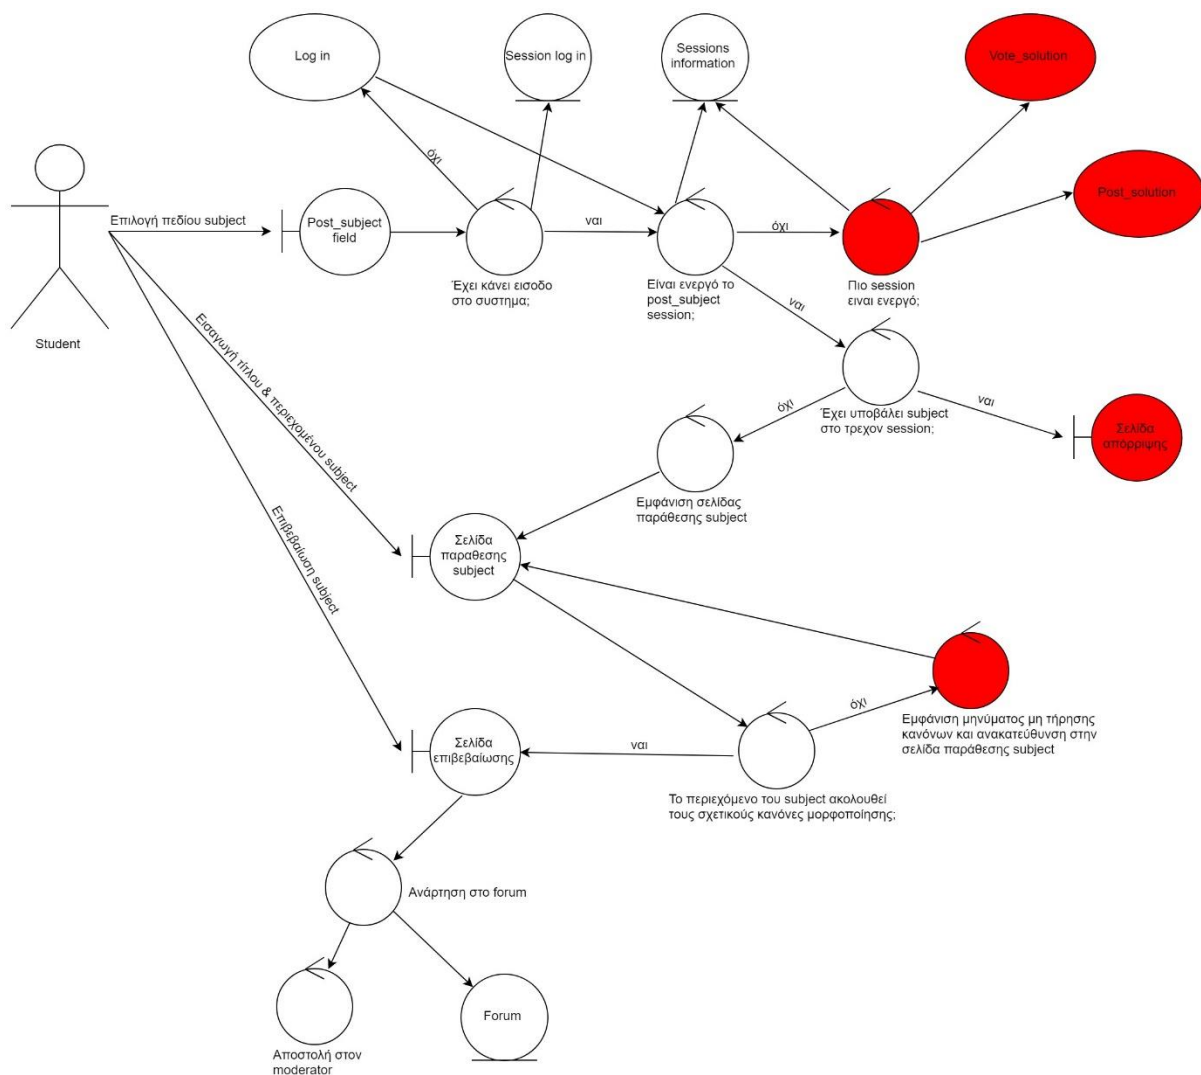 Log in
Session log in
Sessions
information
Vote_solution
Post_solution
όχι
Επιλογή πεδίου subject
Post_subject
field
ναι
όχι
Έχει κάνει εισοδο
στο συστημα;
Είναι ενεργό το
post_subject
session;
Πιο session
ειναι ενεργό;
ναι
Student
Εισαγωγή τίτλου & περιεχομένου subject
όχι
Έχει υποβάλει subject
στο τρεχον session;
ναι
Σελίδα
απόρριψης
Εμφάνιση σελίδας
παράθεσης subject
Επιβεβαίωση subject
Σελίδα
παραθεσης
subject
όχι
Εμφάνιση μηνύματος μη τήρησης
κανόνων και ανακατεύθυνση στην
σελίδα παράθεσης subject
Σελίδα
επιβεβαίωσης
ναι
Το περιεχόμενο του subject ακολουθεί
τους σχετικούς κανόνες μορφοποίησης;
Ανάρτηση στο forum
Forum
Αποστολή στον
moderator